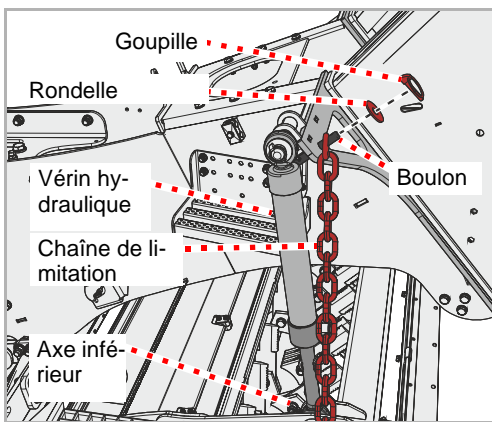 Goupille
Rondelle
Boulon
Vérin hy-
draulique
Chaîne de li-
mitation
Axe infé-
rieur